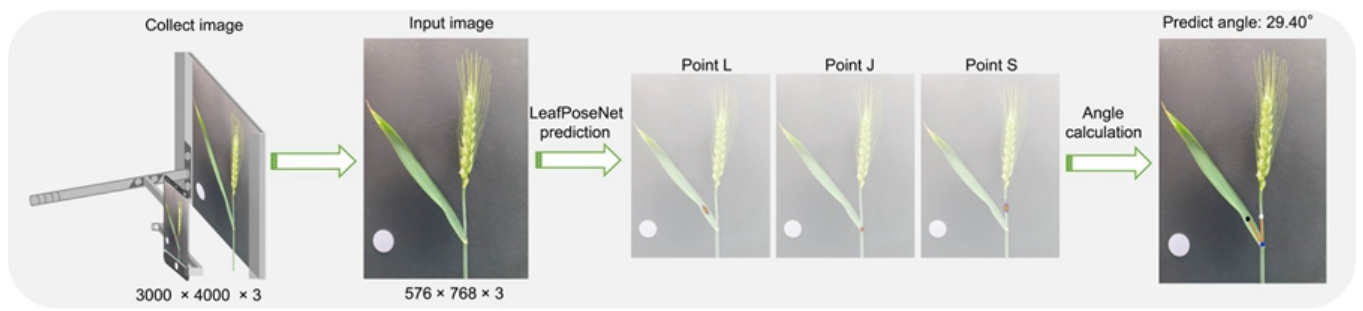 Collect image
3000 × 4000 × 3
Input image
576 × 768 × 3
LeafPoseNet
prediction
Point L
Point J
Point S
Angle
calculation
Predict angle: 29.40°